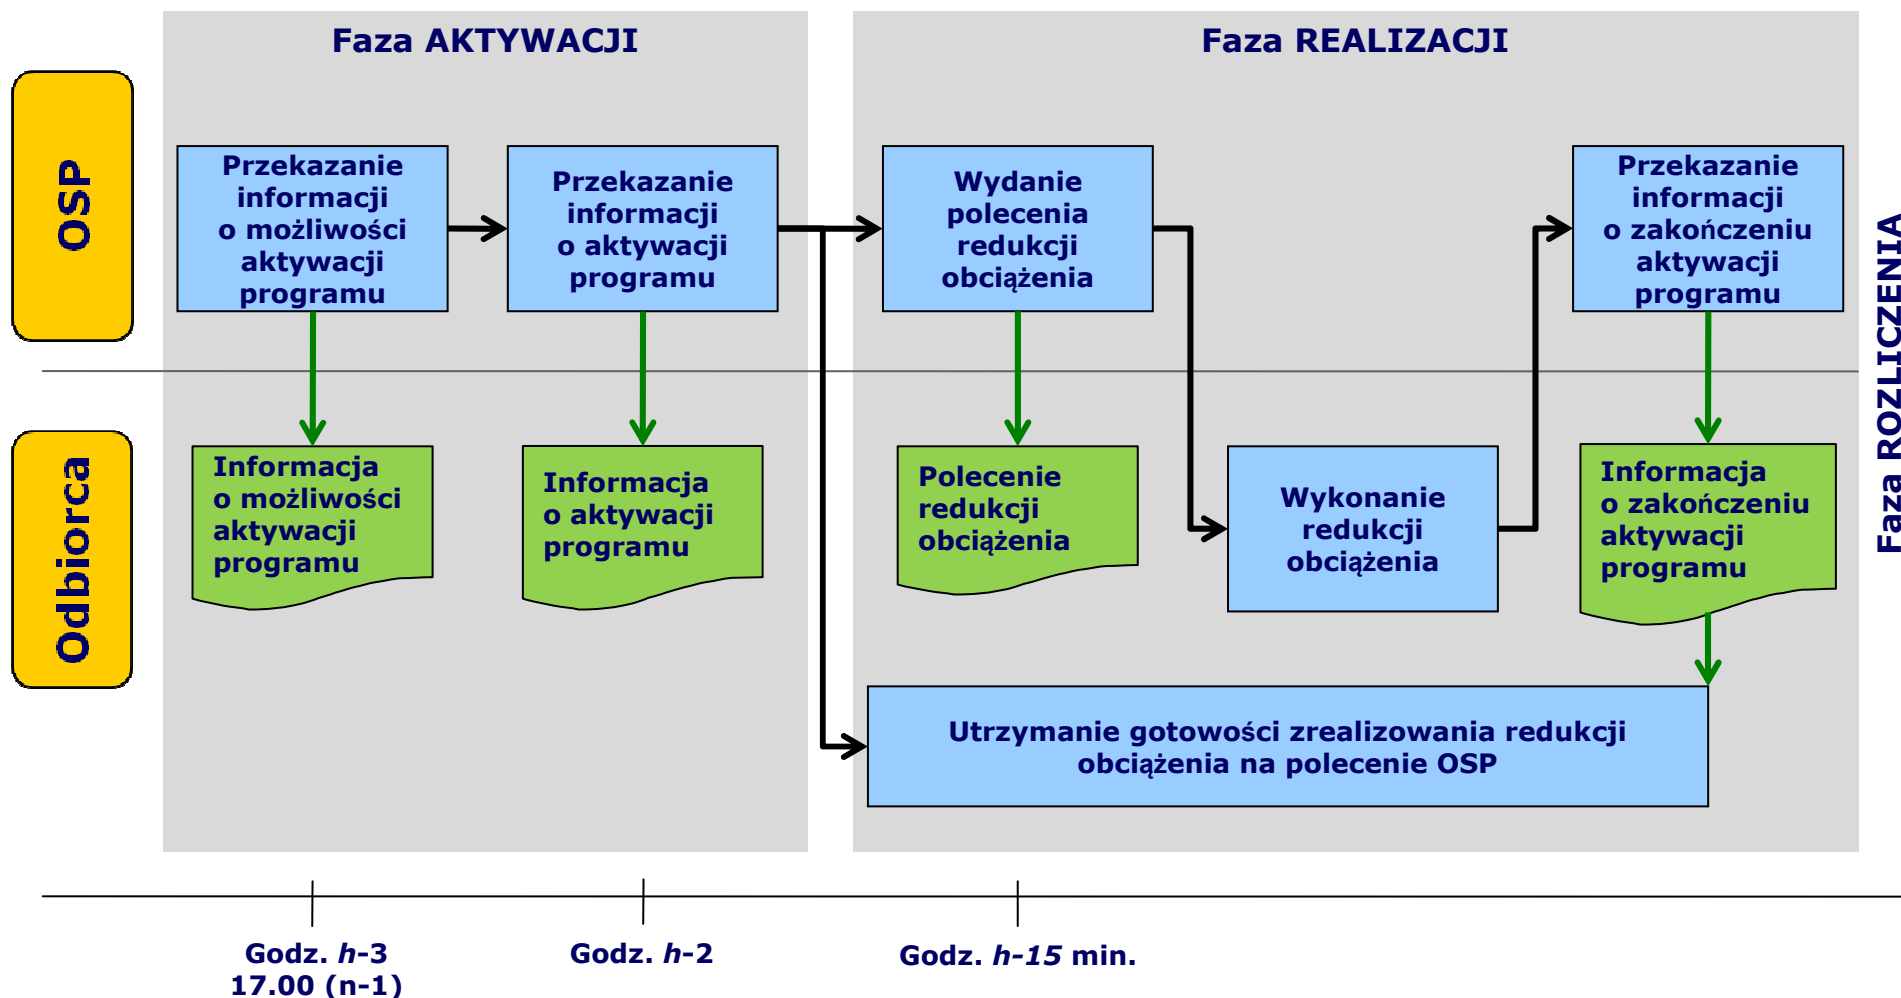 Faza AKTYWACJI
Faza REALIZACJI
OSP
Przekazanie
informacji
o możliwości
aktywacji
programu
Przekazanie
informacji
o aktywacji
programu
Wydanie
polecenia
redukcji
obciążenia
Przekazanie
informacji
o zakończeniu
aktywacji
programu
Faza ROZLICZENIA
Odbiorca
Informacja
o możliwości
aktywacji
programu
Informacja
o aktywacji
programu
Polecenie
redukcji
obciążenia
Wykonanie
redukcji
obciążenia
Informacja
o zakończeniu
aktywacji
programu
Utrzymanie gotowości zrealizowania redukcji
obciążenia na polecenie OSP
Godz. h-3
17.00 (n-1)
Godz. h-2
Godz. h-15 min.